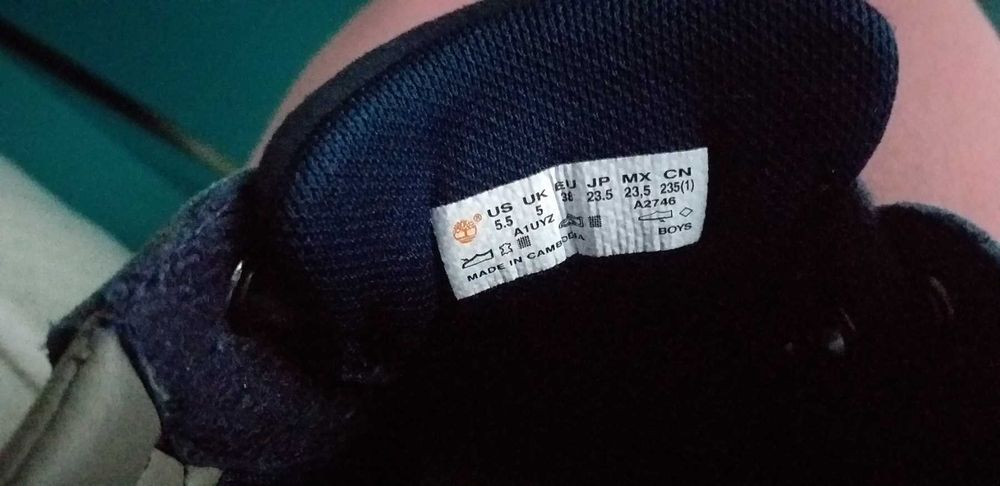 US UK EU JP MX CN
5.5 5 38 23.5 23,5 235(1)
A1UYZ A2746
BOYS
MADE IN CAMBODIA